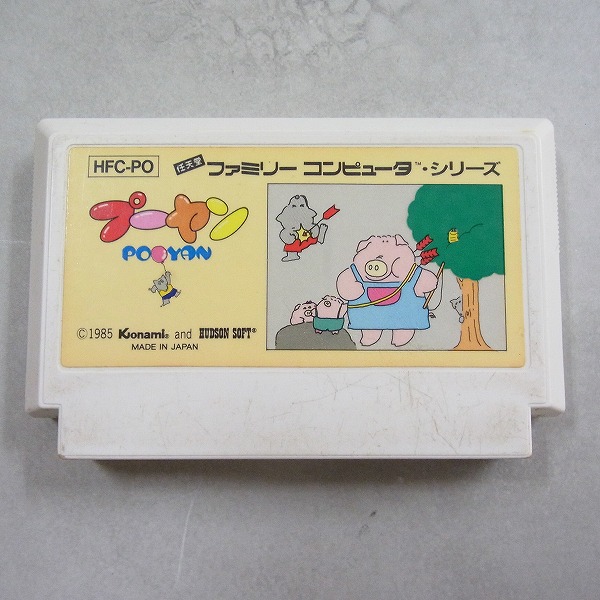 HFC-PO
任天堂 ファミリー コンピュータ™・シリーズ
プーヤン
POOYAN
©1985 Konami® and HUDSON SOFT®
MADE IN JAPAN